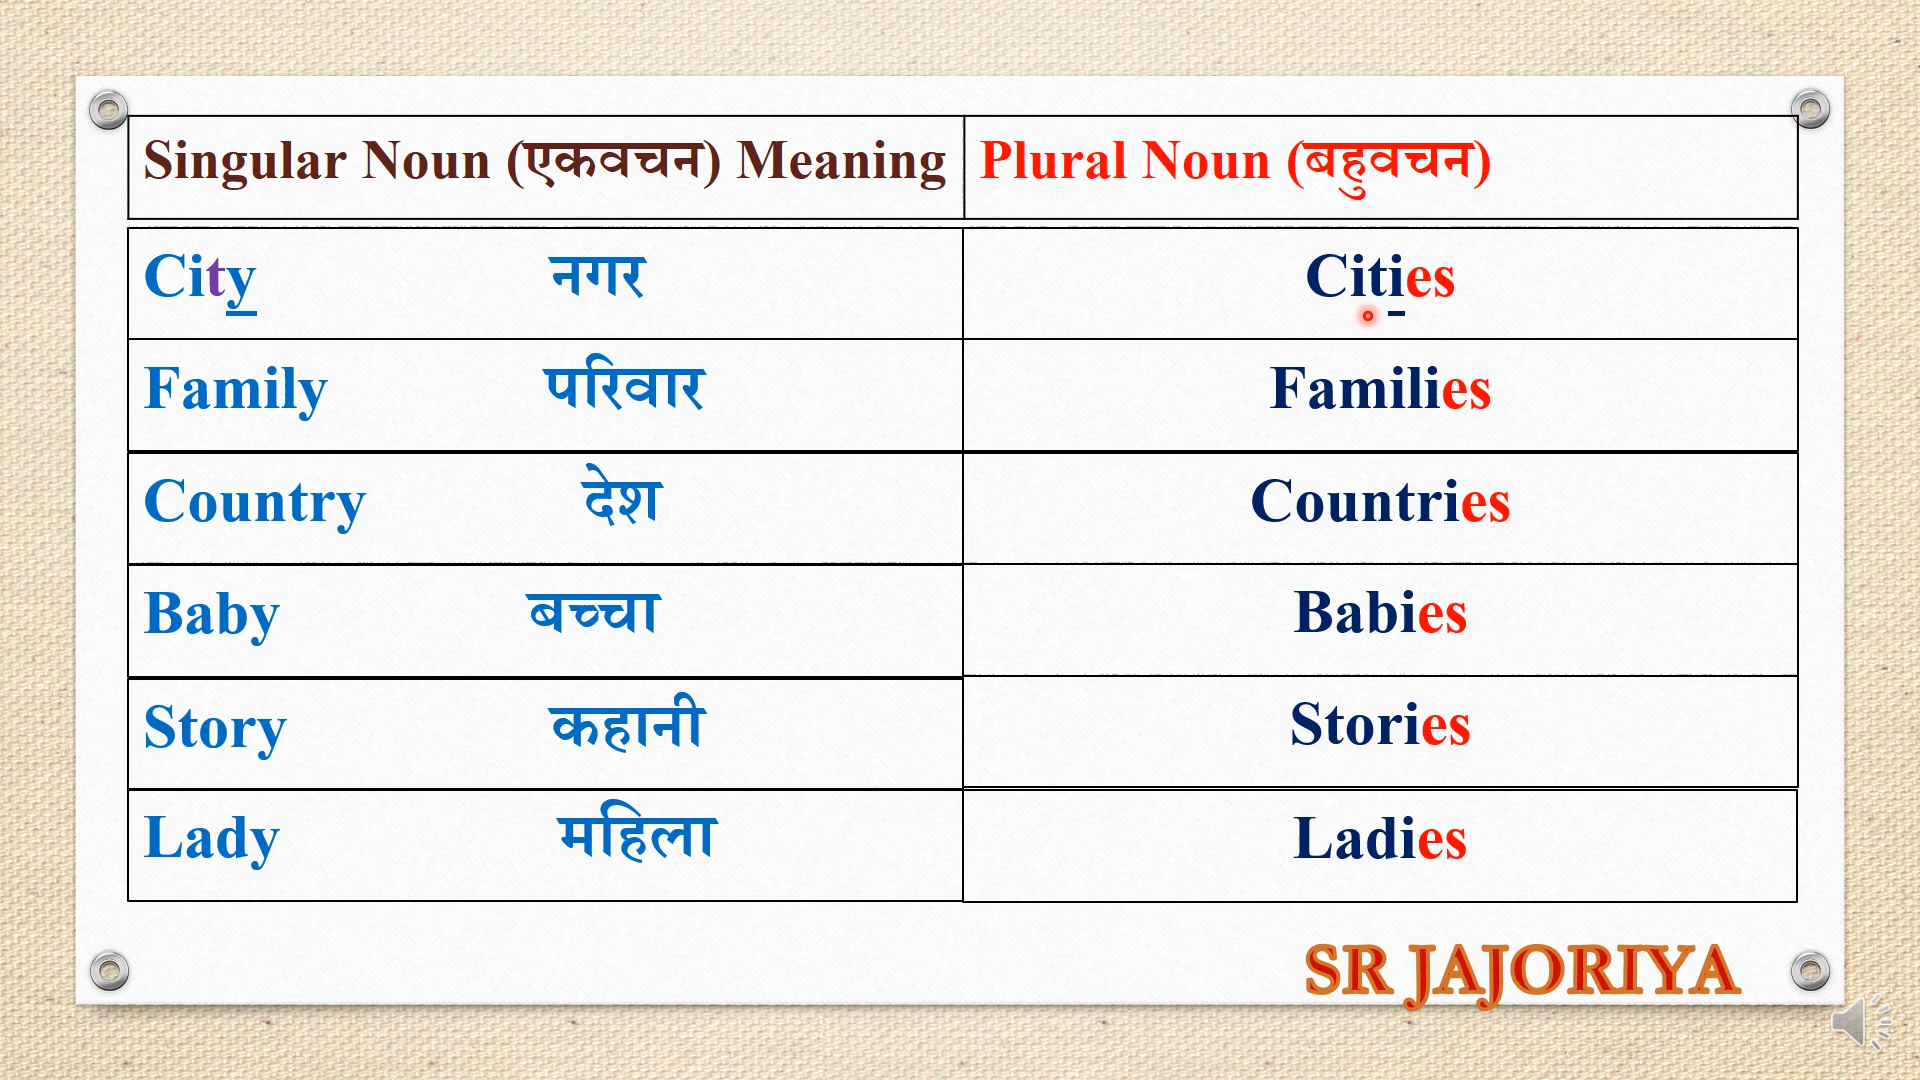 Singular Noun (एकवचन) Meaning Plural Noun (बहुवचन)
City नगर Cities
Family परिवार Families
Country देश Countries
Baby बच्चा Babies
Story कहानी Stories
Lady महिला Ladies
SR JAJORIYA